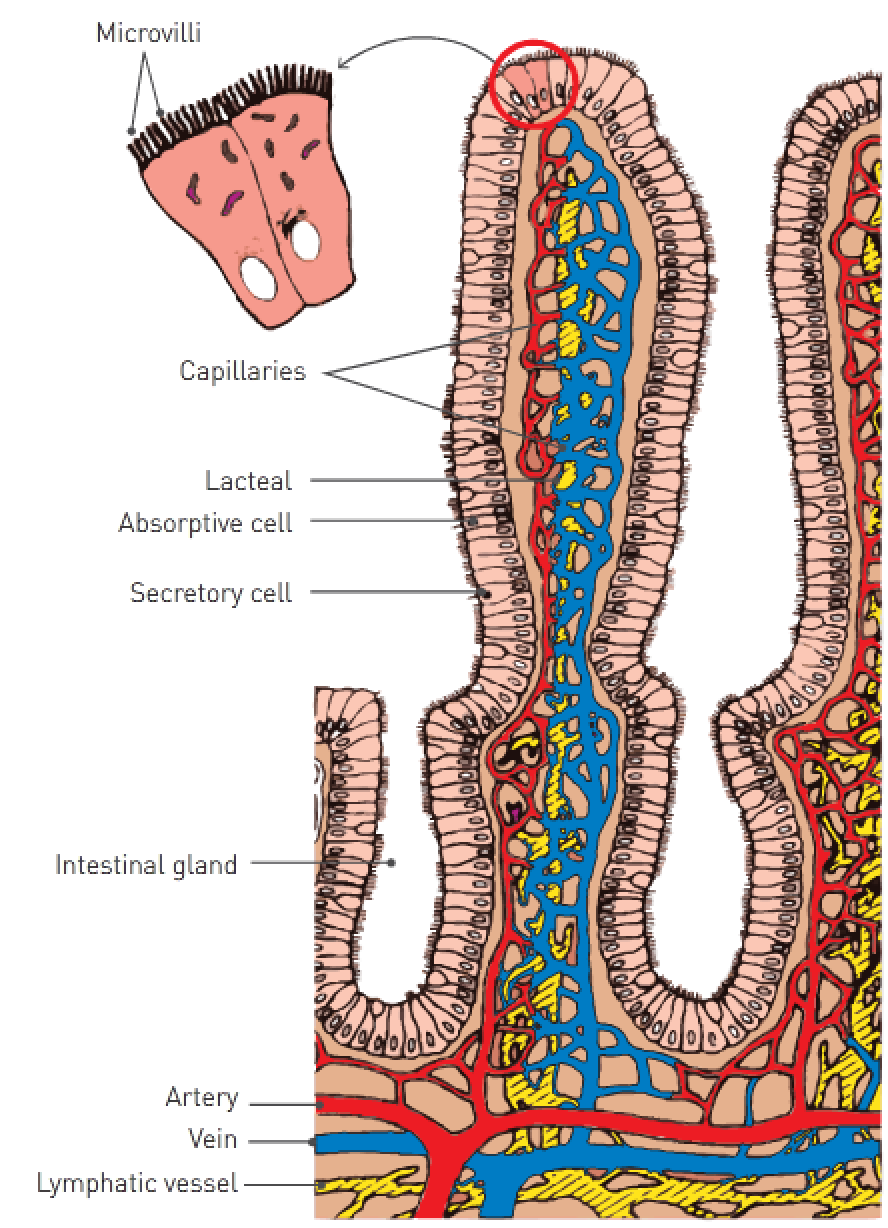 Microvilli
Capillaries
Lacteal
Absorptive cell
Secretory cell
Intestinal gland
Artery
Vein
Lymphatic vessel